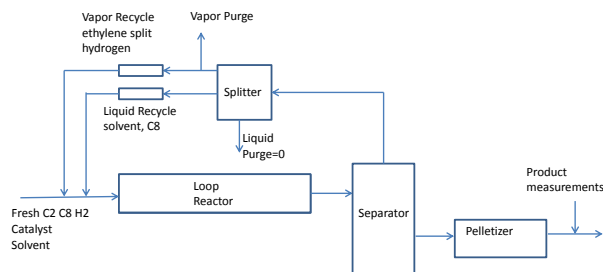 Vapor Recycle
ethylene split
hydrogen
Vapor Purge
Splitter
Liquid Recycle
solvent, C8
Liquid
Purge=0
Loop
Reactor
Separator
Product
measurements
Pelletizer
Fresh C2 C8 H2
Catalyst
Solvent